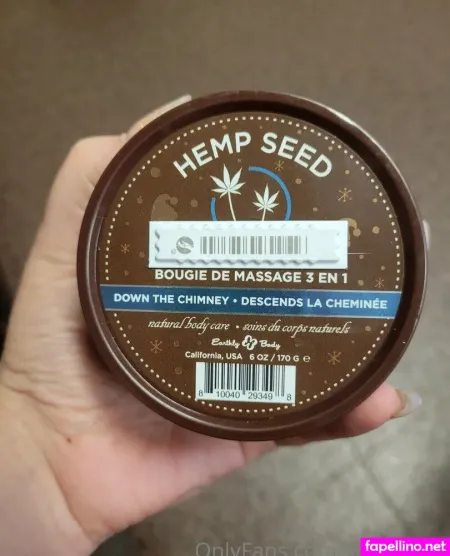 HEMP SEED
BOUGIE DE MASSAGE 3 EN 1
DOWN THE CHIMNEY • DESCENDS LA CHEMINÉE
natural body care • soins du corps naturels
Earthly Body
California, USA 6 OZ / 170 G e
8 10040 29349 8
OnlyFans
fapellino.net